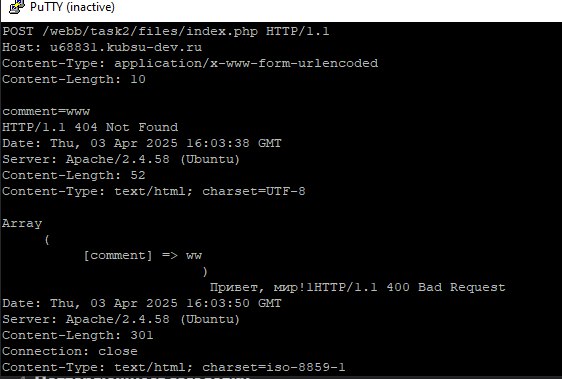 PuTTY (inactive)
POST /webb/task2/files/index.php HTTP/1.1
Host: u68831.kubsu-dev.ru
Content-Type: application/x-www-form-urlencoded
Content-Length: 10

comment=www
HTTP/1.1 404 Not Found
Date: Thu, 03 Apr 2025 16:03:38 GMT
Server: Apache/2.4.58 (Ubuntu)
Content-Length: 52
Content-Type: text/html; charset=UTF-8

Array
(
[comment] => ww
)
Привет, мир!1HTTP/1.1 400 Bad Request
Date: Thu, 03 Apr 2025 16:03:50 GMT
Server: Apache/2.4.58 (Ubuntu)
Content-Length: 301
Connection: close
Content-Type: text/html; charset=iso-8859-1